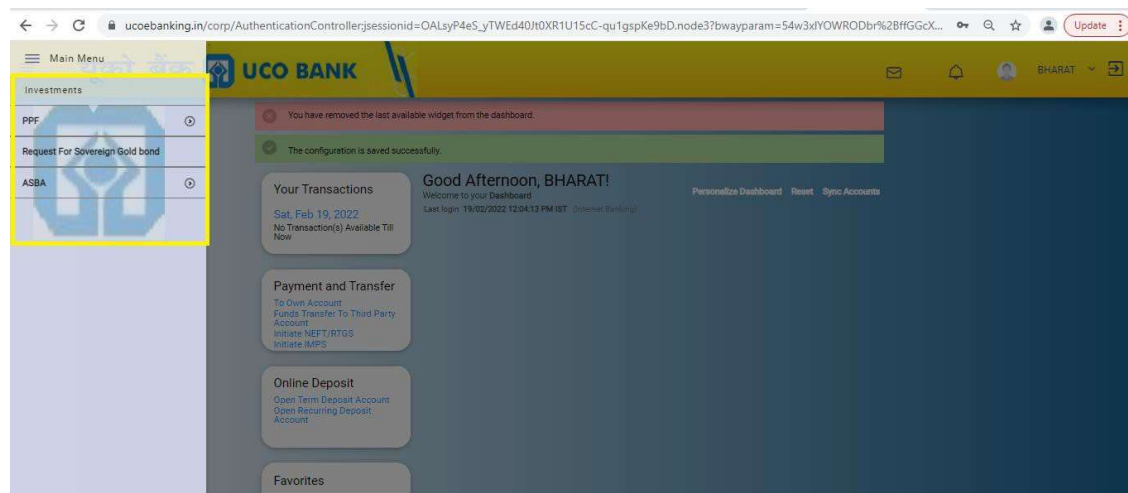 ucoebanking.in/corp/AuthenticationController;jsessionid=OALsyP4eS_yTWEd40Jt0XR1U15cC-qu1gspKe9bD.node3?bwayparam=54w3xlYOWRODbr%2BffGGcX...
Update
Main Menu
यूको बैंक
UCO BANK
BHARAT
Investments
PPF
Request For Sovereign Gold bond
ASBA
You have removed the last available widget from the dashboard.
The configuration is saved successfully.
Your Transactions
Sat, Feb 19, 2022
No Transaction(s) Available Till
Now
Good Afternoon, BHARAT!
Welcome to your Dashboard
Last login 19/02/2022 12:04:13 PM IST (Internet Banking)
Personalize Dashboard Reset Sync Accounts
Payment and Transfer
To Own Account
Funds Transfer To Third Party
Account
Initiate NEFT/RTGS
Initiate IMPS
Online Deposit
Open Term Deposit Account
Open Recurring Deposit
Account
Favorites